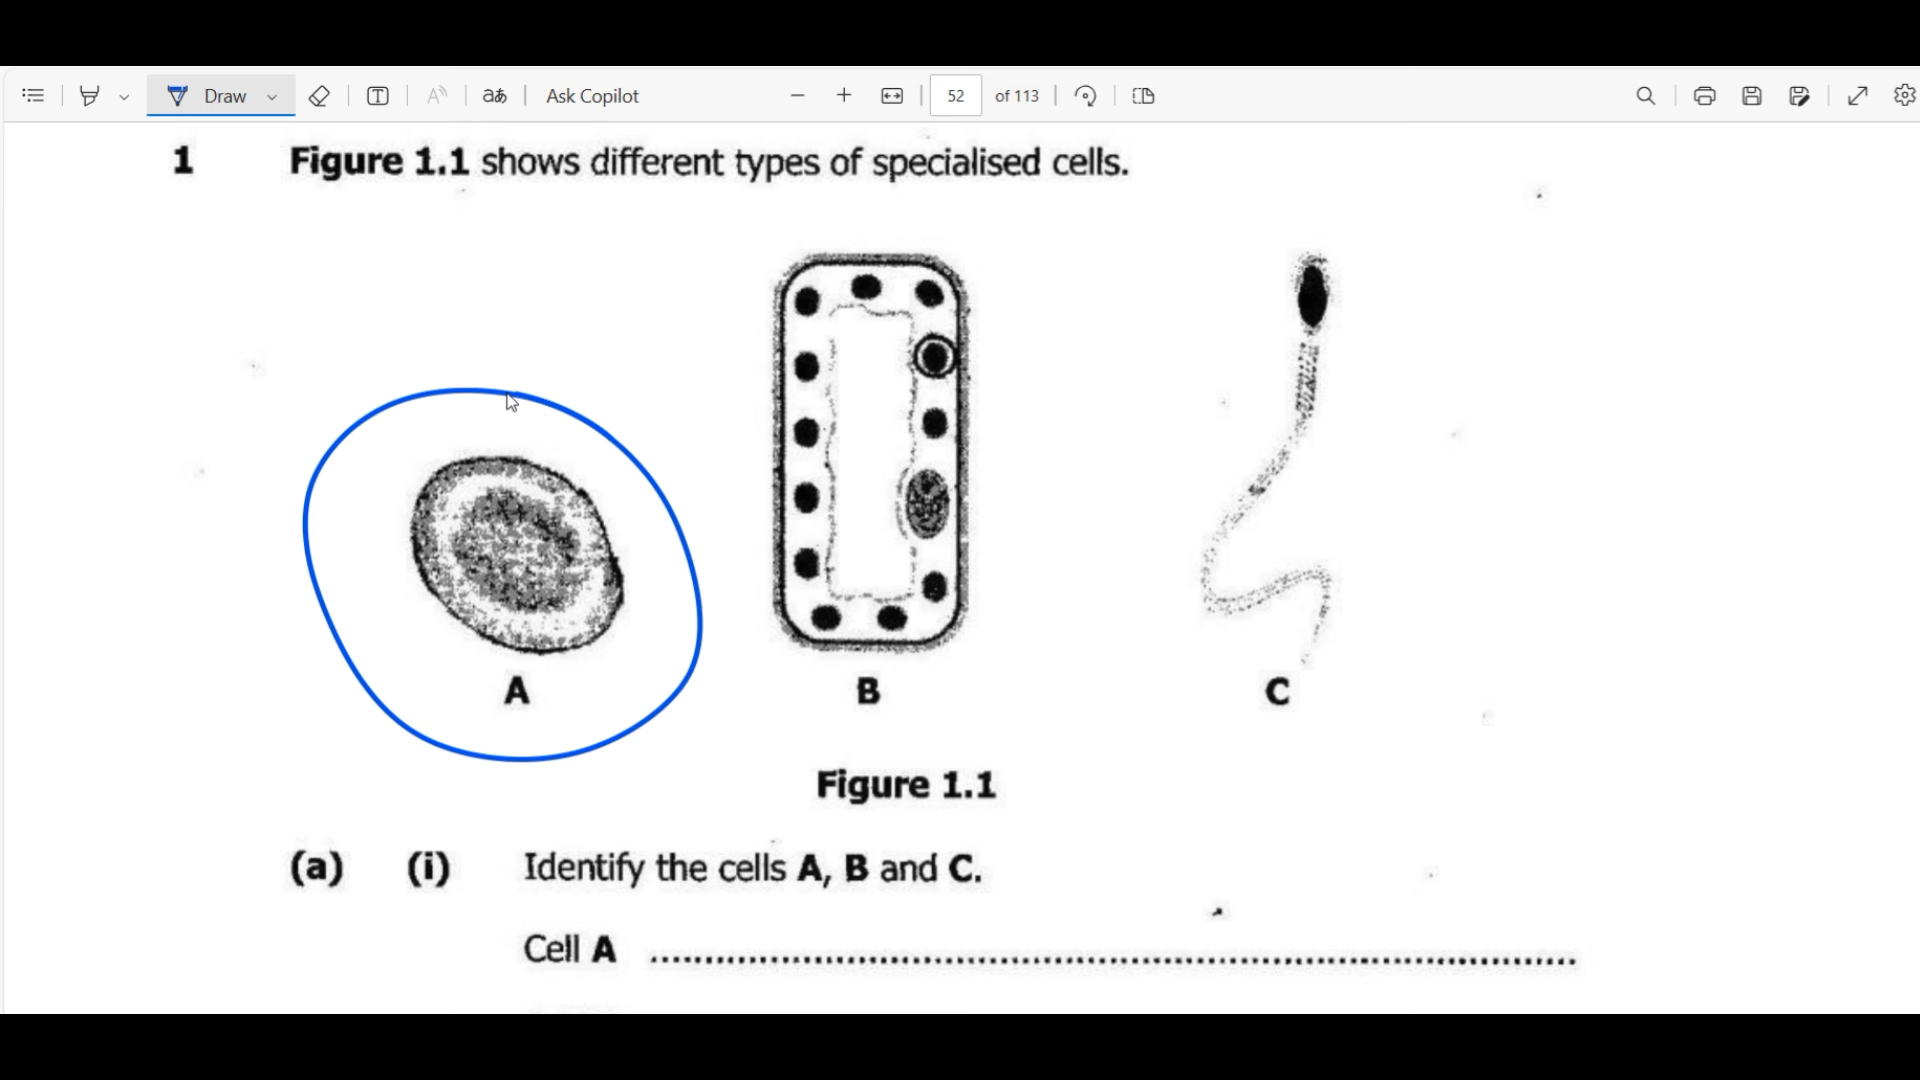 Draw
Ask Copilot
52 of 113
1 Figure 1.1 shows different types of specialised cells.
A B C
Figure 1.1
(a) (i) Identify the cells A, B and C.
Cell A ........................................................................